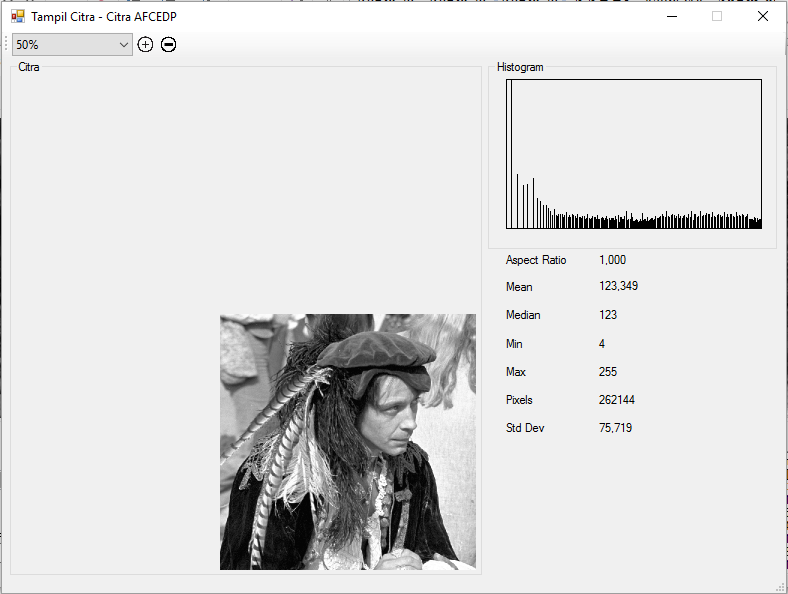 Tampil Citra - Citra AFCEDP
50%
Citra
Histogram
Aspect Ratio 1,000
Mean 123,349
Median 123
Min 4
Max 255
Pixels 262144
Std Dev 75,719